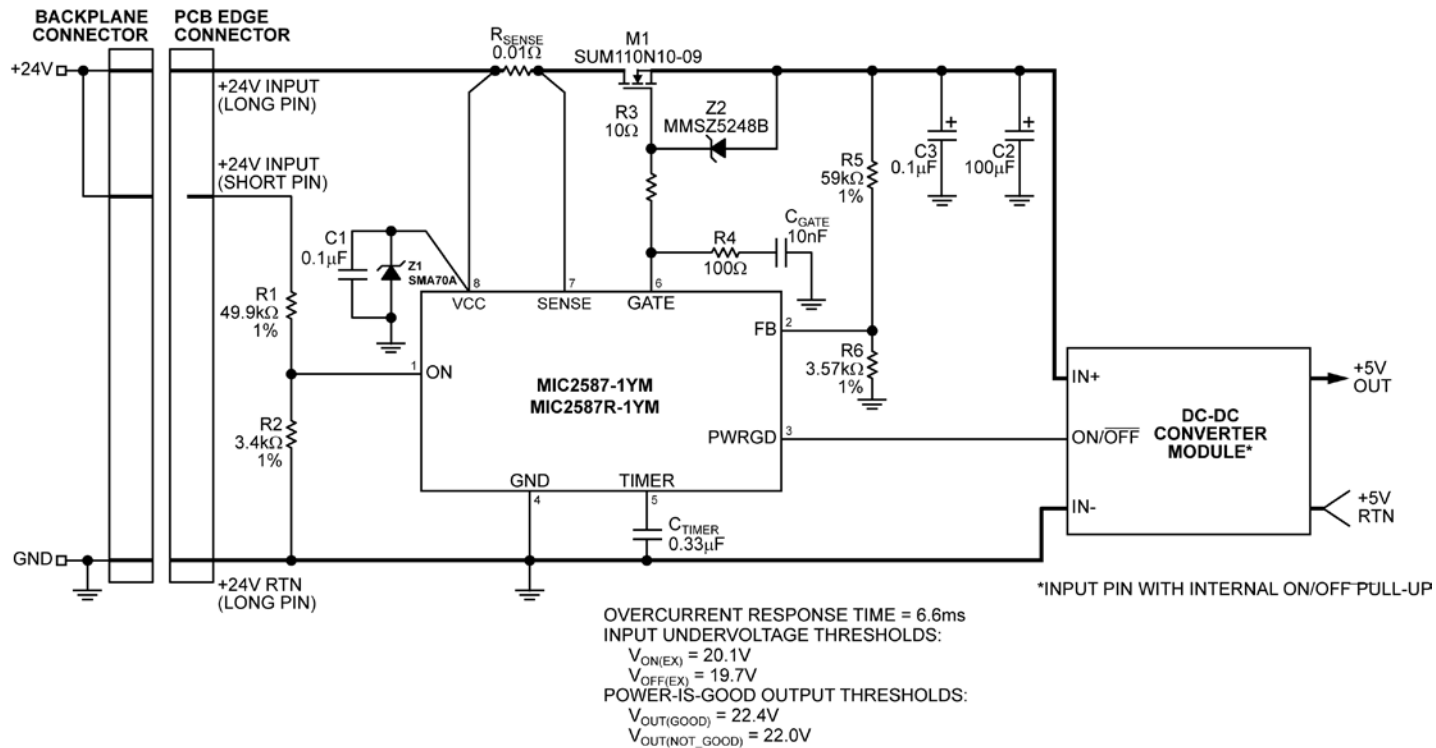 BACKPLANE
CONNECTOR
PCB EDGE
CONNECTOR
+24V
+24V INPUT
(LONG PIN)
+24V INPUT
(SHORT PIN)
R1
49.9kΩ
1%
R2
3.4kΩ
1%
GND
+24V RTN
(LONG PIN)
C1
0.1μF
Z1
SMA70A
RSENSE
0.01Ω
M1
SUM110N10-09
R3
10Ω
Z2
MMSZ5248B
R4
100Ω
CGATE
10nF
R5
59kΩ
1%
C3
0.1μF
+
C2
100μF
+
R6
3.57kΩ
1%
8
VCC
7
SENSE
6
GATE
2
FB
1
ON
MIC2587-1YM
MIC2587R-1YM
PWRGD
3
GND
4
TIMER
5
CTIMER
0.33μF
IN+
ON/OFF
IN-
DC-DC
CONVERTER
MODULE*
+5V
OUT
+5V
RTN
*INPUT PIN WITH INTERNAL ON/OFF PULL-UP
OVERCURRENT RESPONSE TIME = 6.6ms
INPUT UNDERVOLTAGE THRESHOLDS:
VON(EX) = 20.1V
VOFF(EX) = 19.7V
POWER-IS-GOOD OUTPUT THRESHOLDS:
VOUT(GOOD) = 22.4V
VOUT(NOT_GOOD) = 22.0V